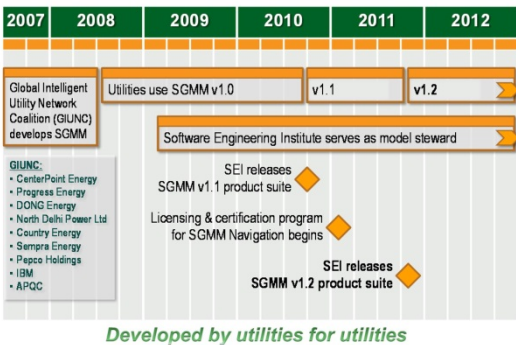 2007 2008 2009 2010 2011 2012
Global Intelligent
Utility Network
Coalition (GIUNC)
develops SGMM
Utilities use SGMM v1.0
v1.1
v1.2
Software Engineering Institute serves as model steward
GIUNC:
• CenterPoint Energy
• Progress Energy
• DONG Energy
• North Delhi Power Ltd
• Country Energy
• Sempra Energy
• Pepco Holdings
• IBM
• APQC
SEI releases
SGMM v1.1 product suite
Licensing & certification program
for SGMM Navigation begins
SEI releases
SGMM v1.2 product suite
Developed by utilities for utilities